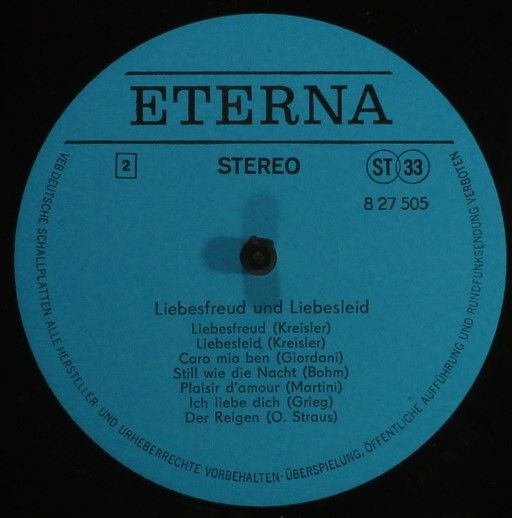 ETERNA
2
STEREO
ST 33
8 27 505
Liebesfreud und Liebesleid
Liebesfreud (Kreisler)
Liebesleid (Kreisler)
Caro mio ben (Giordani)
Still wie die Nacht (Bohm)
Plaisir d'amour (Martini)
Ich liebe dich (Grieg)
Der Reigen (O. Straus)
VEB DEUTSCHE SCHALLPLATTEN ALLE HERSTELLER- UND URHEBERRECHTE VORBEHALTEN · ÜBERSPIELUNG, ÖFFENTLICHE AUFFÜHRUNG UND RUNDFUNKSENDUNG VERBOTEN